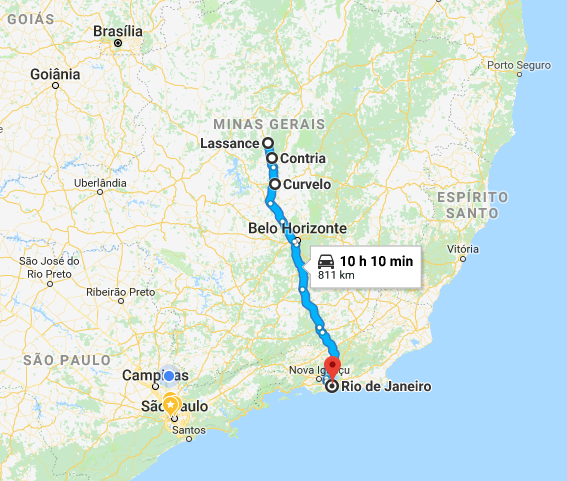 GOIÁS
Brasília
Goiânia
Porto Seguro
MINAS GERAIS
Lassance
Contria
Uberlândia
Curvelo
ESPÍRITO
SANTO
Belo Horizonte
Vitória
10 h 10 min
811 km
São José do
Rio Preto
Ribeirão Preto
SÃO PAULO
Campinas
Nova Iguaçu
Rio de Janeiro
São Paulo
Santos